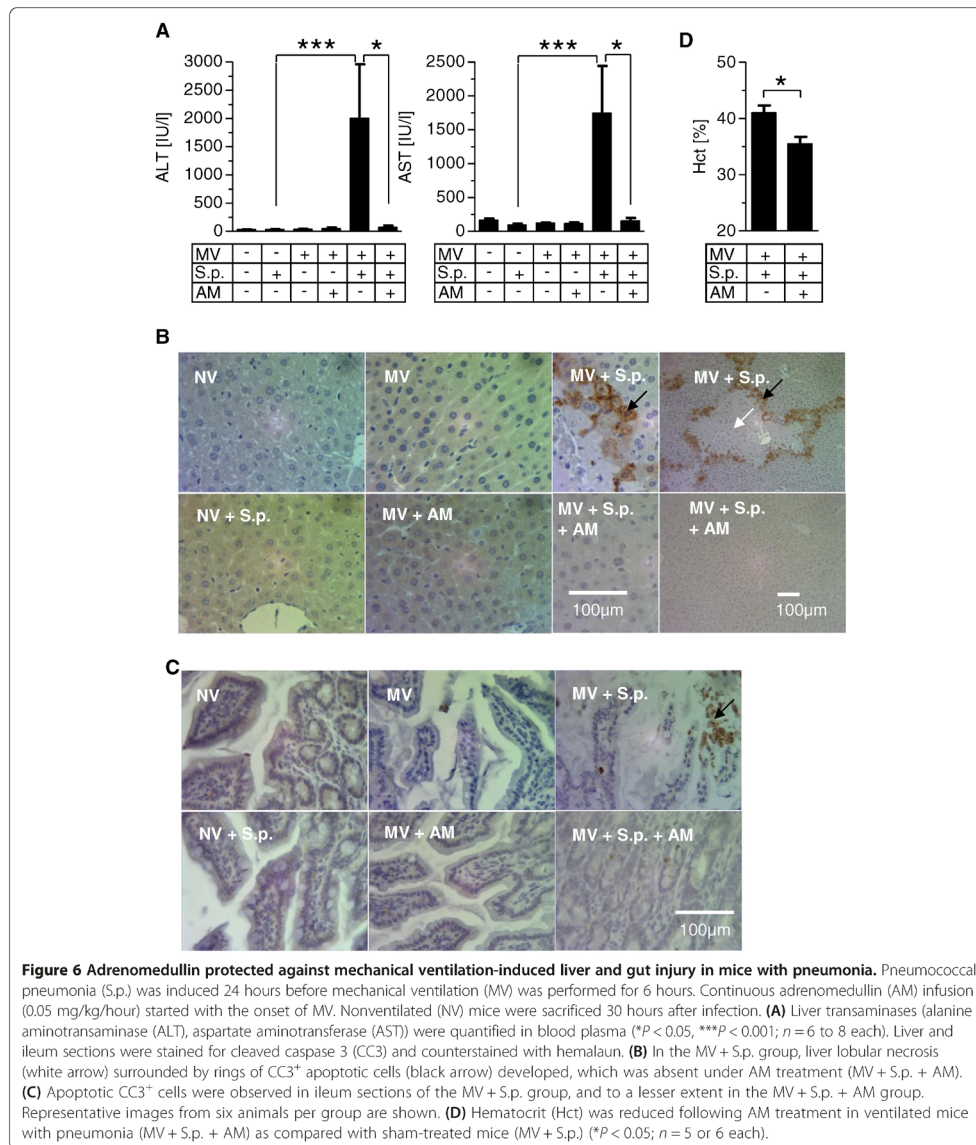 A
D
*** *
*** *
*
ALT [IU/l]
3000
2500
2000
1500
1000
500
0
AST [IU/l]
2500
2000
1500
1000
500
0
Hct [%]
50
40
30
20
MV - - + + + +
S.p. - + - - + +
AM - - - + - +
MV - - + + + +
S.p. - + - - + +
AM - - - + - +
MV + +
S.p. + +
AM - +
B
NV
MV
MV + S.p.
MV + S.p.
NV + S.p.
MV + AM
MV + S.p.
+ AM
MV + S.p.
+ AM
100µm
100µm
C
NV
MV
MV + S.p.
NV + S.p.
MV + AM
MV + S.p. + AM
100µm
Figure 6 Adrenomedullin protected against mechanical ventilation-induced liver and gut injury in mice with pneumonia. Pneumococcal
pneumonia (S.p.) was induced 24 hours before mechanical ventilation (MV) was performed for 6 hours. Continuous adrenomedullin (AM) infusion
(0.05 mg/kg/hour) started with the onset of MV. Nonventilated (NV) mice were sacrificed 30 hours after infection. (A) Liver transaminases (alanine
aminotransaminase (ALT), aspartate aminotransferase (AST)) were quantified in blood plasma (*P < 0.05, ***P < 0.001; n = 6 to 8 each). Liver and
ileum sections were stained for cleaved caspase 3 (CC3) and counterstained with hemalaun. (B) In the MV + S.p. group, liver lobular necrosis
(white arrow) surrounded by rings of CC3⁺ apoptotic cells (black arrow) developed, which was absent under AM treatment (MV + S.p. + AM).
(C) Apoptotic CC3⁺ cells were observed in ileum sections of the MV + S.p. group, and to a lesser extent in the MV + S.p. + AM group.
Representative images from six animals per group are shown. (D) Hematocrit (Hct) was reduced following AM treatment in ventilated mice
with pneumonia (MV + S.p. + AM) as compared with sham-treated mice (MV + S.p.) (*P < 0.05; n = 5 or 6 each).